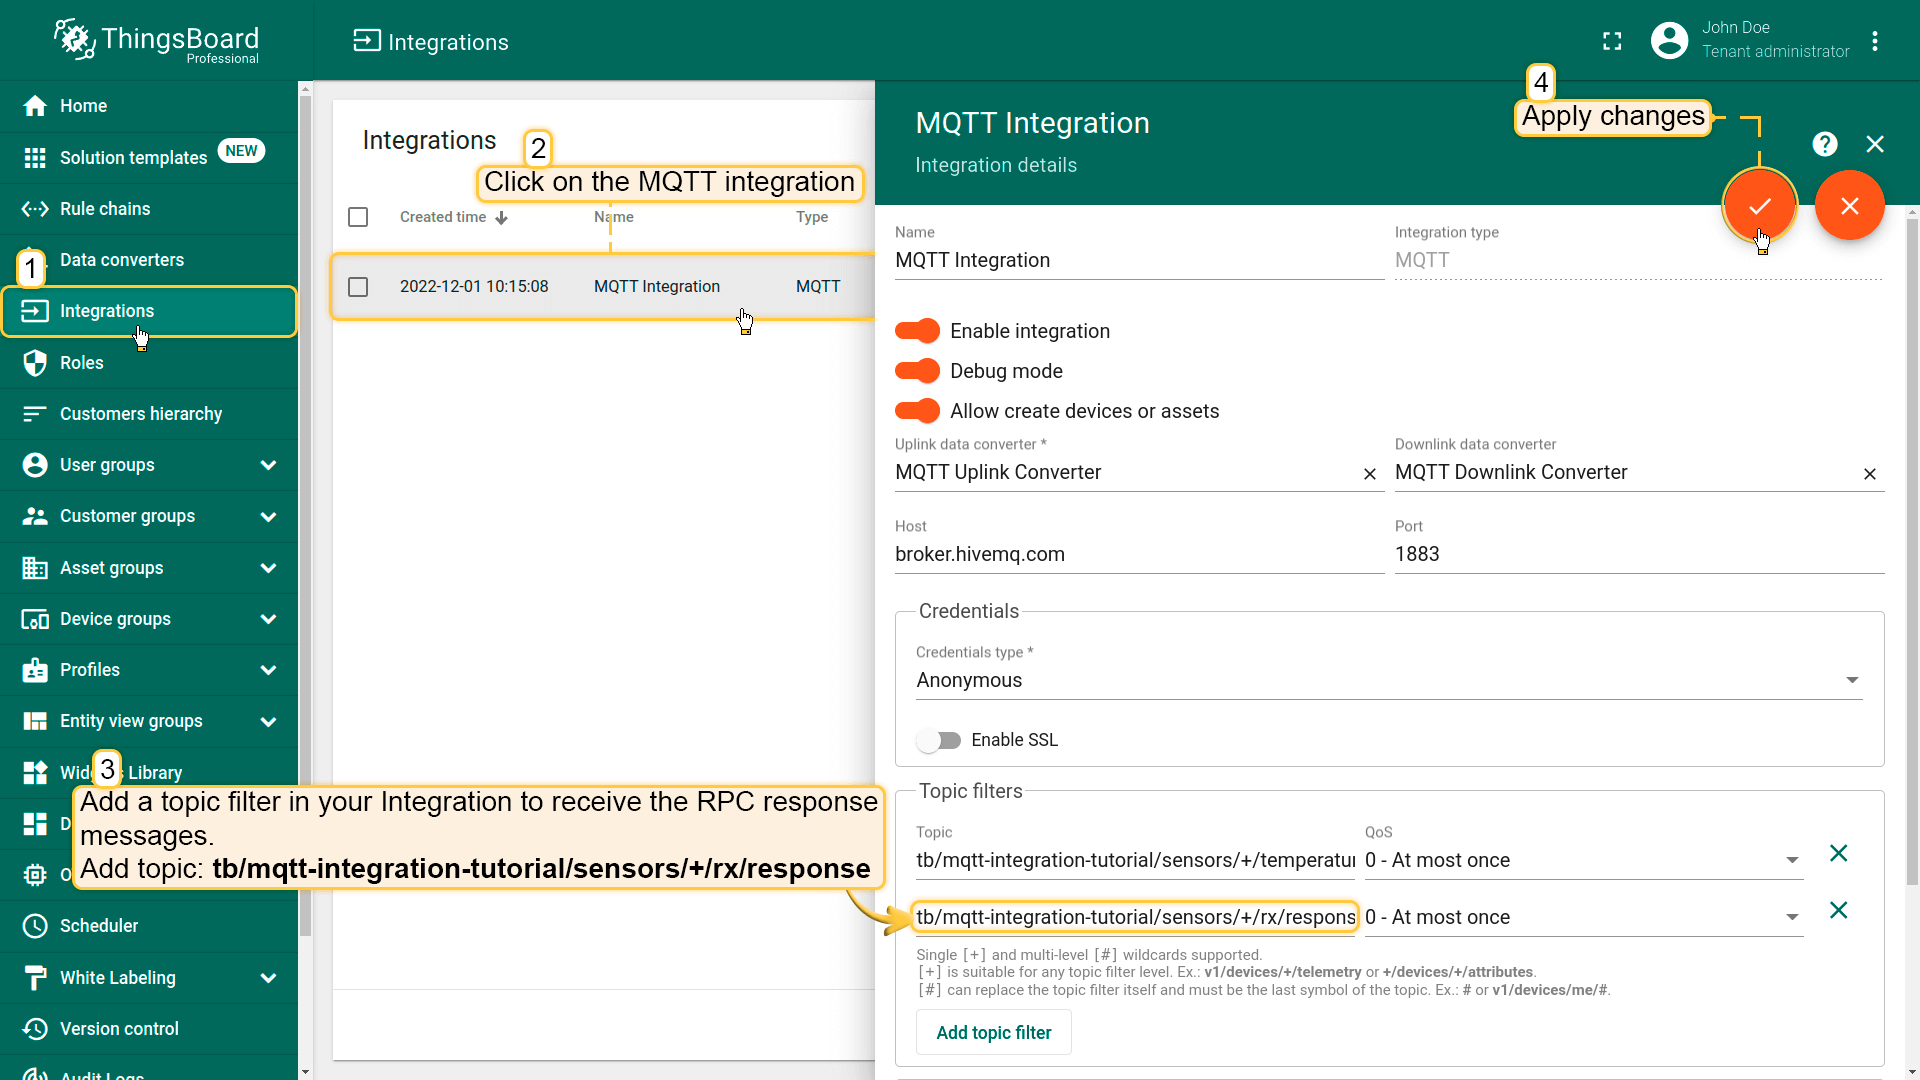 ThingsBoard
Professional
Integrations
John Doe
Tenant administrator
Home
Solution templates NEW
Rule chains
Data converters
1
Integrations
Roles
Customers hierarchy
User groups
Customer groups
Asset groups
Device groups
Profiles
Entity view groups
Library
Scheduler
White Labeling
Version control
Audit Logs
Integrations
2
Click on the MQTT integration
Created time Name Type
2022-12-01 10:15:08 MQTT Integration MQTT
3
Add a topic filter in your Integration to receive the RPC response
messages.
Add topic: tb/mqtt-integration-tutorial/sensors/+/rx/response
4
Apply changes
MQTT Integration
Integration details
?
Name Integration type
MQTT Integration MQTT
Enable integration
Debug mode
Allow create devices or assets
Uplink data converter * Downlink data converter
MQTT Uplink Converter MQTT Downlink Converter
Host Port
broker.hivemq.com 1883
Credentials
Credentials type *
Anonymous
Enable SSL
Topic filters
Topic QoS
tb/mqtt-integration-tutorial/sensors/+/temperatur 0 - At most once
tb/mqtt-integration-tutorial/sensors/+/rx/respons 0 - At most once
Single [+] and multi-level [#] wildcards supported.
[+] is suitable for any topic filter level. Ex.: v1/devices/+/telemetry or +/devices/+/attributes.
[#] can replace the topic filter itself and must be the last symbol of the topic. Ex.: # or v1/devices/me/#.
Add topic filter